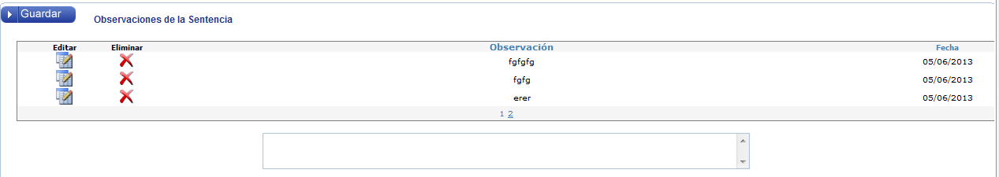 Guardar
Observaciones de la Sentencia
Editar Eliminar Observación Fecha
fgfgfg 05/06/2013
fgfg 05/06/2013
erer 05/06/2013
1 2